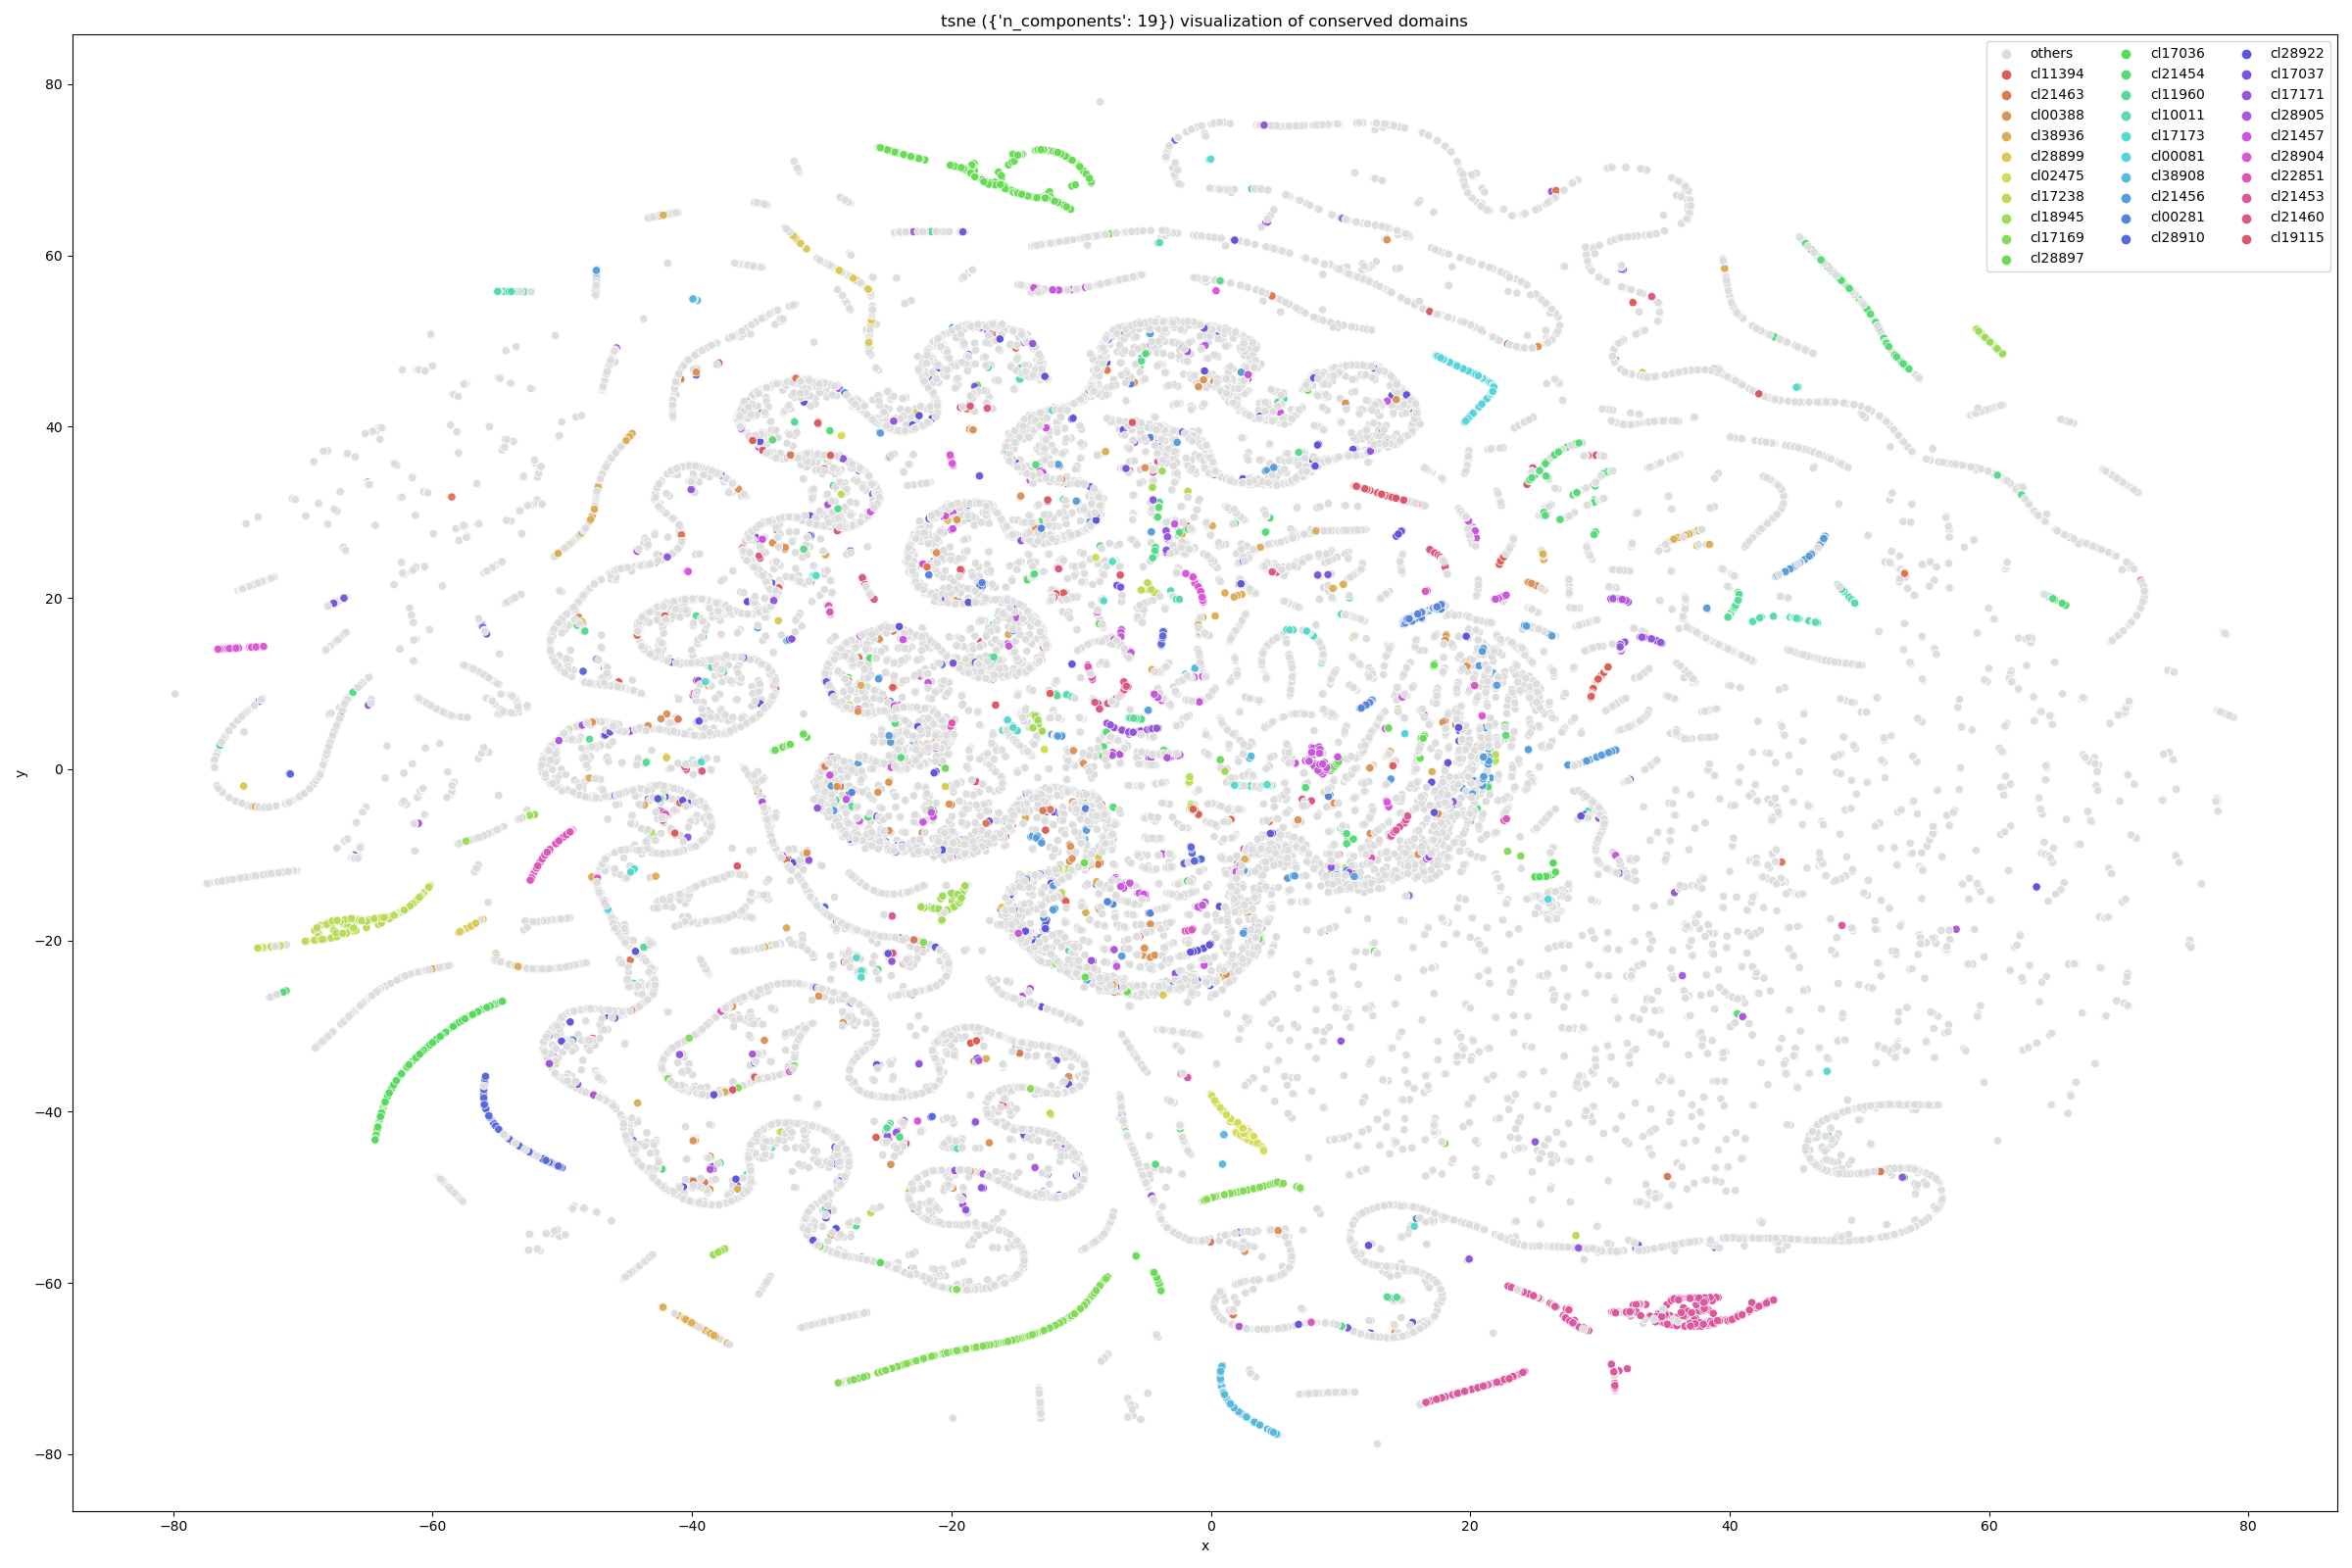 tsne ({'n_components': 19}) visualization of conserved domains
others
cl11394
cl21463
cl00388
cl38936
cl28899
cl02475
cl17238
cl18945
cl17169
cl28897
cl17036
cl21454
cl11960
cl10011
cl17173
cl00081
cl38908
cl21456
cl00281
cl28910
cl28922
cl17037
cl17171
cl28905
cl21457
cl28904
cl22851
cl21453
cl21460
cl19115
y
80
60
40
20
0
−20
−40
−60
−80
−80 −60 −40 −20 0 20 40 60 80
x